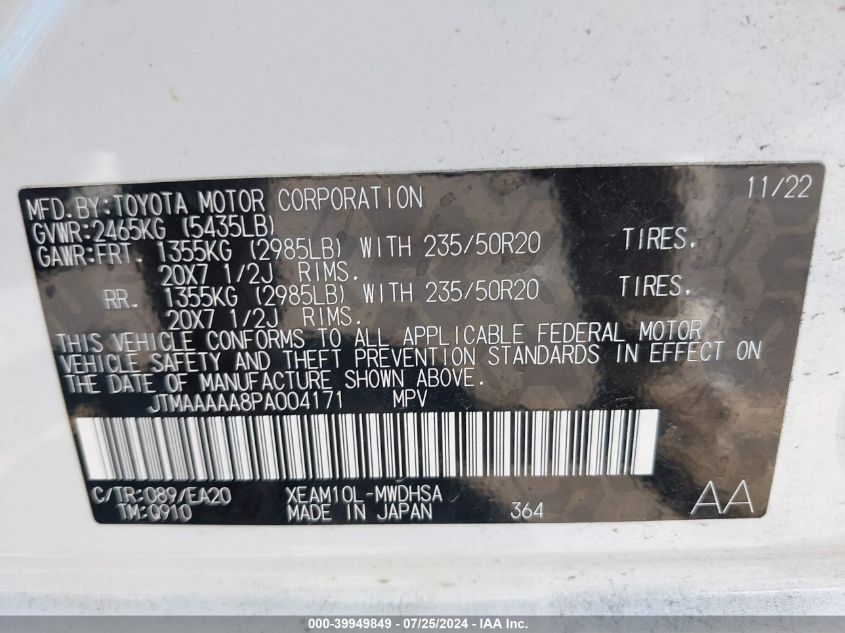 MFD.BY:TOYOTA MOTOR CORPORATION 11/22
GVWR:2465KG (5435LB)
GAWR:FRT. 1355KG (2985LB) WITH 235/50R20 TIRES.
20X7 1/2J RIMS.
RR. 1355KG (2985LB) WITH 235/50R20 TIRES.
20X7 1/2J RIMS.
THIS VEHICLE CONFORMS TO ALL APPLICABLE FEDERAL MOTOR
VEHICLE SAFETY AND THEFT PREVENTION STANDARDS IN EFFECT ON
THE DATE OF MANUFACTURE SHOWN ABOVE.
JTMAAAAA8PA004171 MPV
C/TR:089/EA20 XEAM10L-MWDHSA
TM:Q910 MADE IN JAPAN 364 AA
000-39949849 - 07/25/2024 - IAA, Inc.